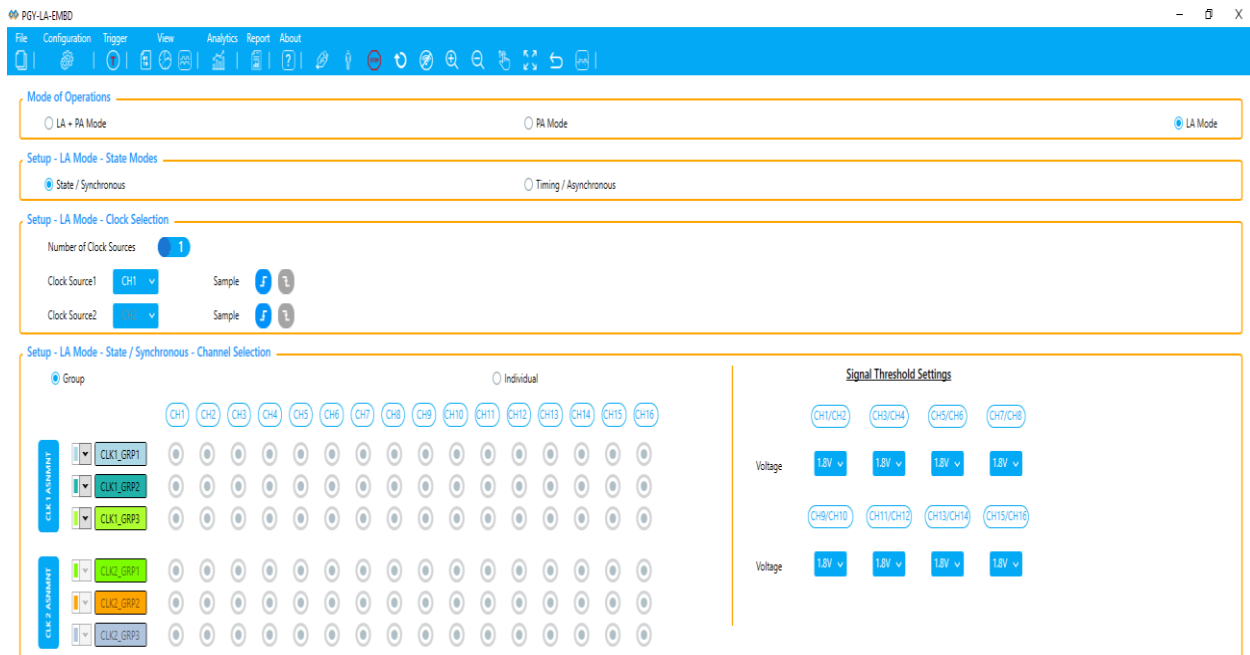 PGY-LA-EMBD
File Configuration Trigger View Analytics Report About
STOP
Mode of Operations
LA + PA Mode PA Mode LA Mode
Setup - LA Mode - State Modes
State / Synchronous Timing / Asynchronous
Setup - LA Mode - Clock Selection
Number of Clock Sources 1
Clock Source1 CH1 Sample
Clock Source2 CH2 Sample
Setup - LA Mode - State / Synchronous - Channel Selection
Group Individual Signal Threshold Settings
CH1 CH2 CH3 CH4 CH5 CH6 CH7 CH8 CH9 CH10 CH11 CH12 CH13 CH14 CH15 CH16 CH1/CH2 CH3/CH4 CH5/CH6 CH7/CH8
CLK 1 ASNMNT
CLK1_GRP1 Voltage 1.8V 1.8V 1.8V 1.8V
CLK1_GRP2
CLK1_GRP3 CH9/CH10 CH11/CH12 CH13/CH14 CH15/CH16
CLK 2 ASNMNT
CLK2_GRP1 Voltage 1.8V 1.8V 1.8V 1.8V
CLK2_GRP2
CLK2_GRP3